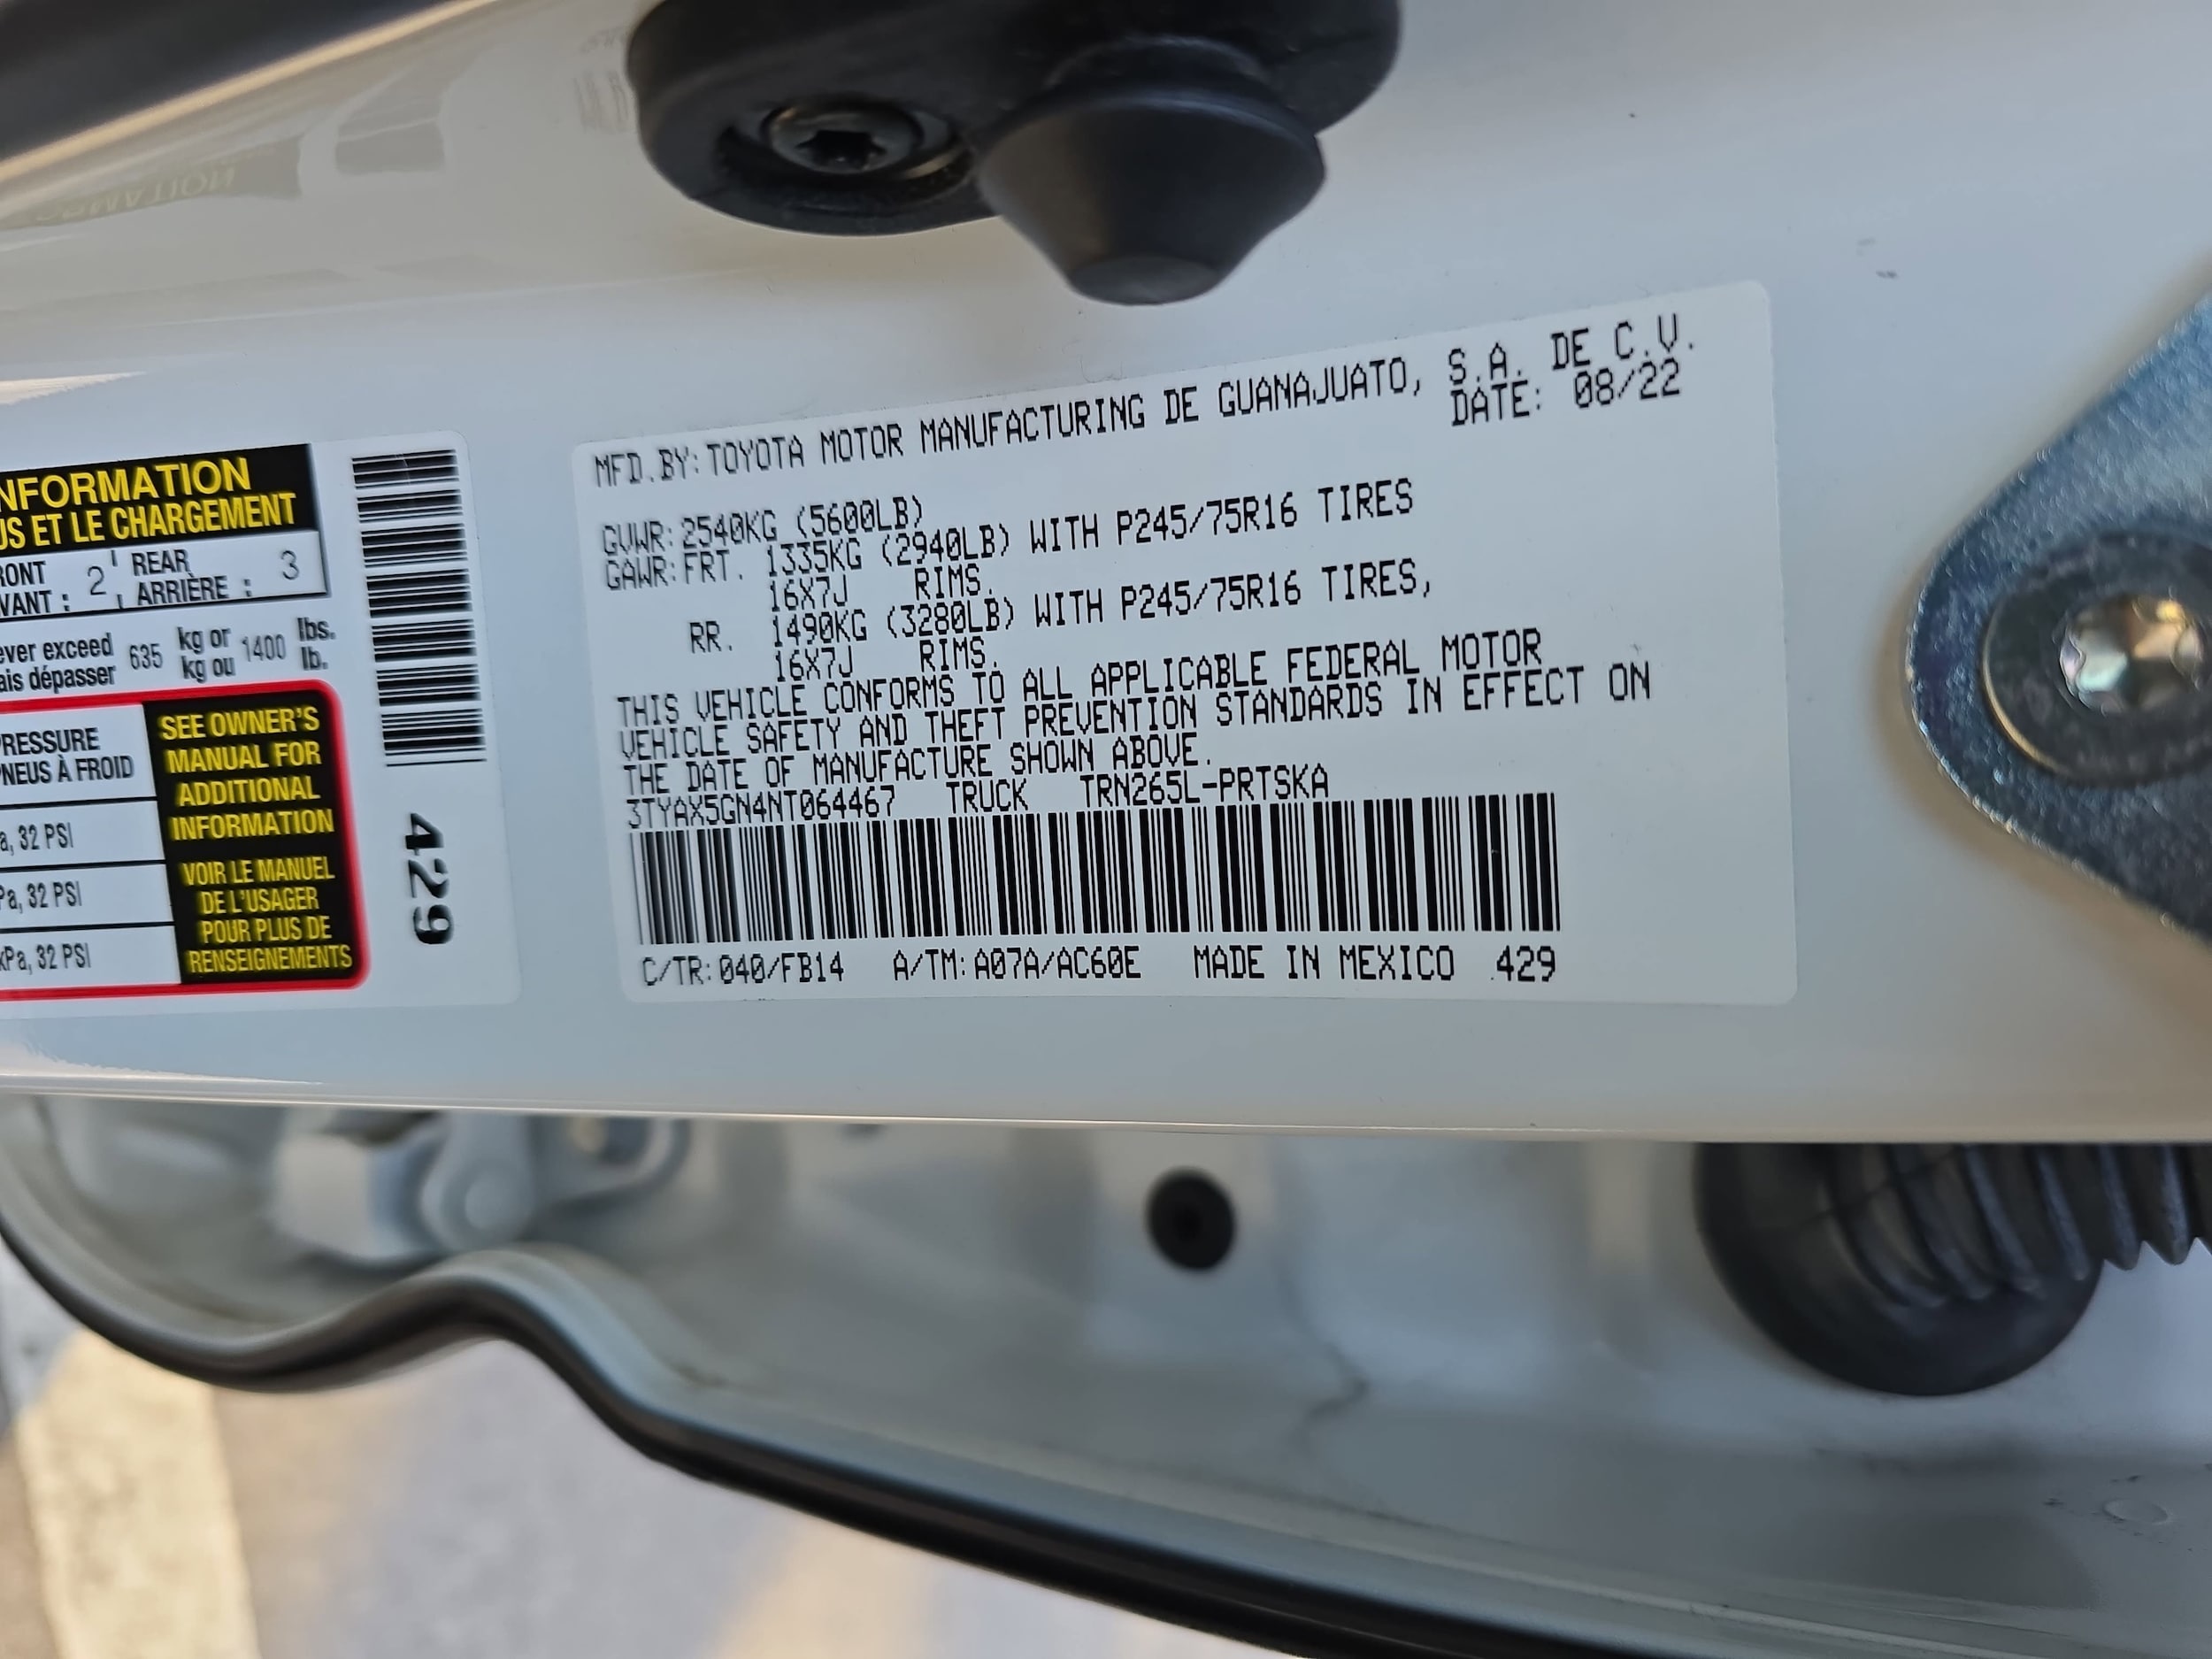 NFORMATION
US ET LE CHARGEMENT
RONT 2 REAR 3
VANT : ARRIÈRE :
ever exceed 635 kg or 1400 lbs.
ais dépasser kg ou lb.
PRESSURE
PNEUS À FROID
a, 32 PSI
Pa, 32 PSI
kPa, 32 PSI
SEE OWNER'S
MANUAL FOR
ADDITIONAL
INFORMATION
VOIR LE MANUEL
DE L'USAGER
POUR PLUS DE
RENSEIGNEMENTS
429
MFD.BY:TOYOTA MOTOR MANUFACTURING DE GUANAJUATO, S.A. DE C.V.
DATE: 08/22
GVWR:2540KG (5600LB)
GAWR:FRT. 1335KG (2940LB) WITH P245/75R16 TIRES
16X7J RIMS.
RR. 1490KG (3280LB) WITH P245/75R16 TIRES,
16X7J RIMS.
THIS VEHICLE CONFORMS TO ALL APPLICABLE FEDERAL MOTOR
VEHICLE SAFETY AND THEFT PREVENTION STANDARDS IN EFFECT ON
THE DATE OF MANUFACTURE SHOWN ABOVE.
3TYAX5GN4NT064467 TRUCK TRN265L-PRTSKA
C/TR:040/FB14 A/TM:A07A/AC60E MADE IN MEXICO 429